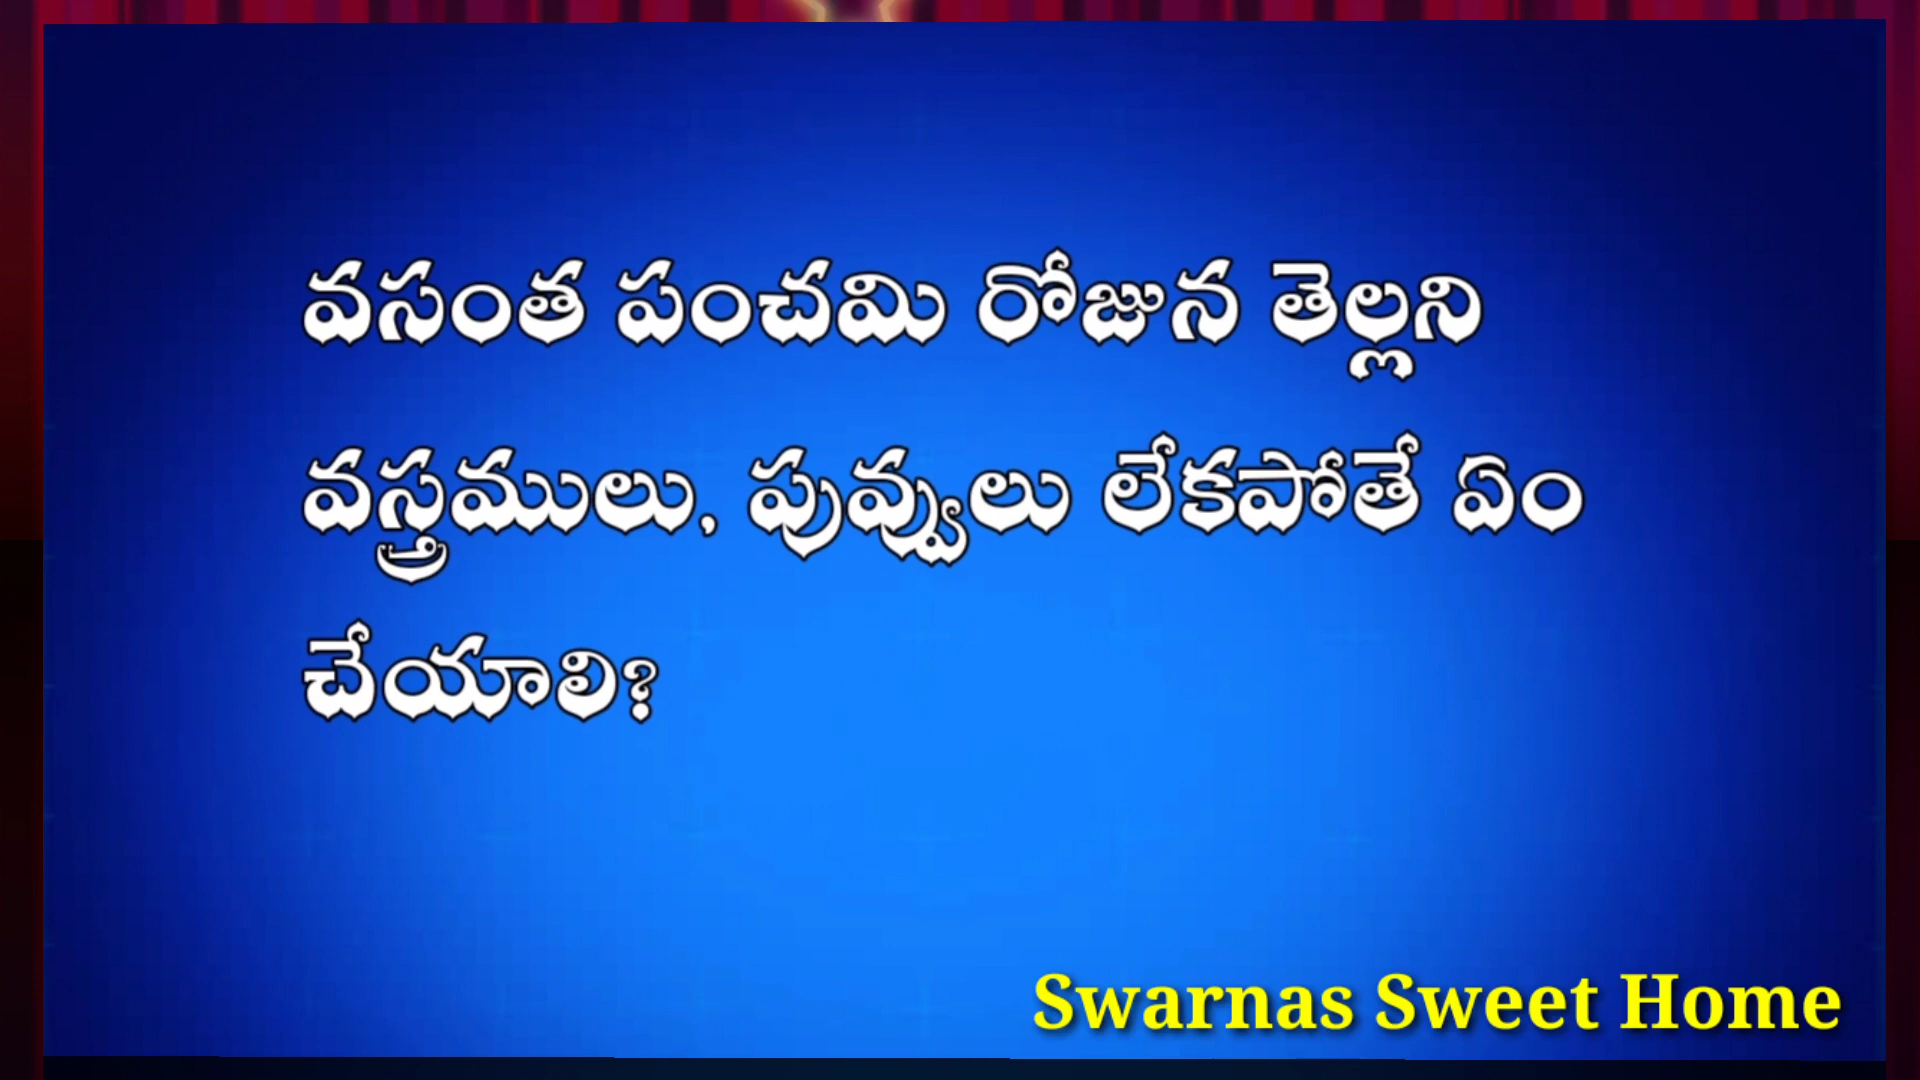 వసంత పంచమి రోజున తెల్లని
వస్త్రములు, పువ్వులు లేకపోతే ఏం
చేయాలి?
Swarnas Sweet Home